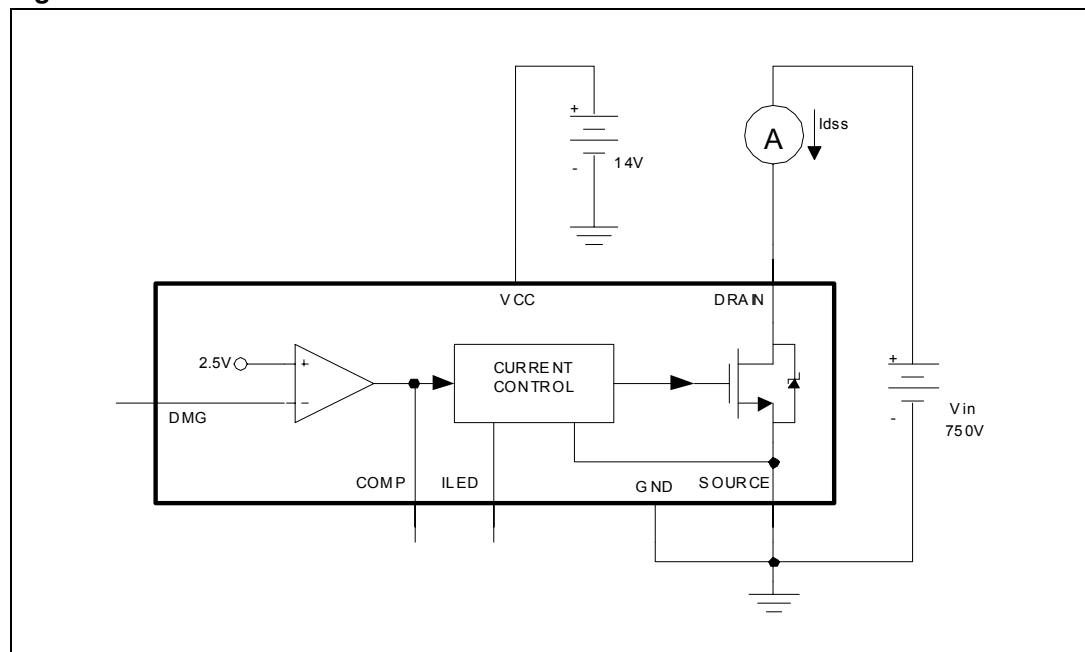 +
-
14V
A
Idss
VCC
DRAIN
2.5V
+
-
CURRENT
CONTROL
DMG
COMP
ILED
GND
SOURCE
+
-
Vin
750V